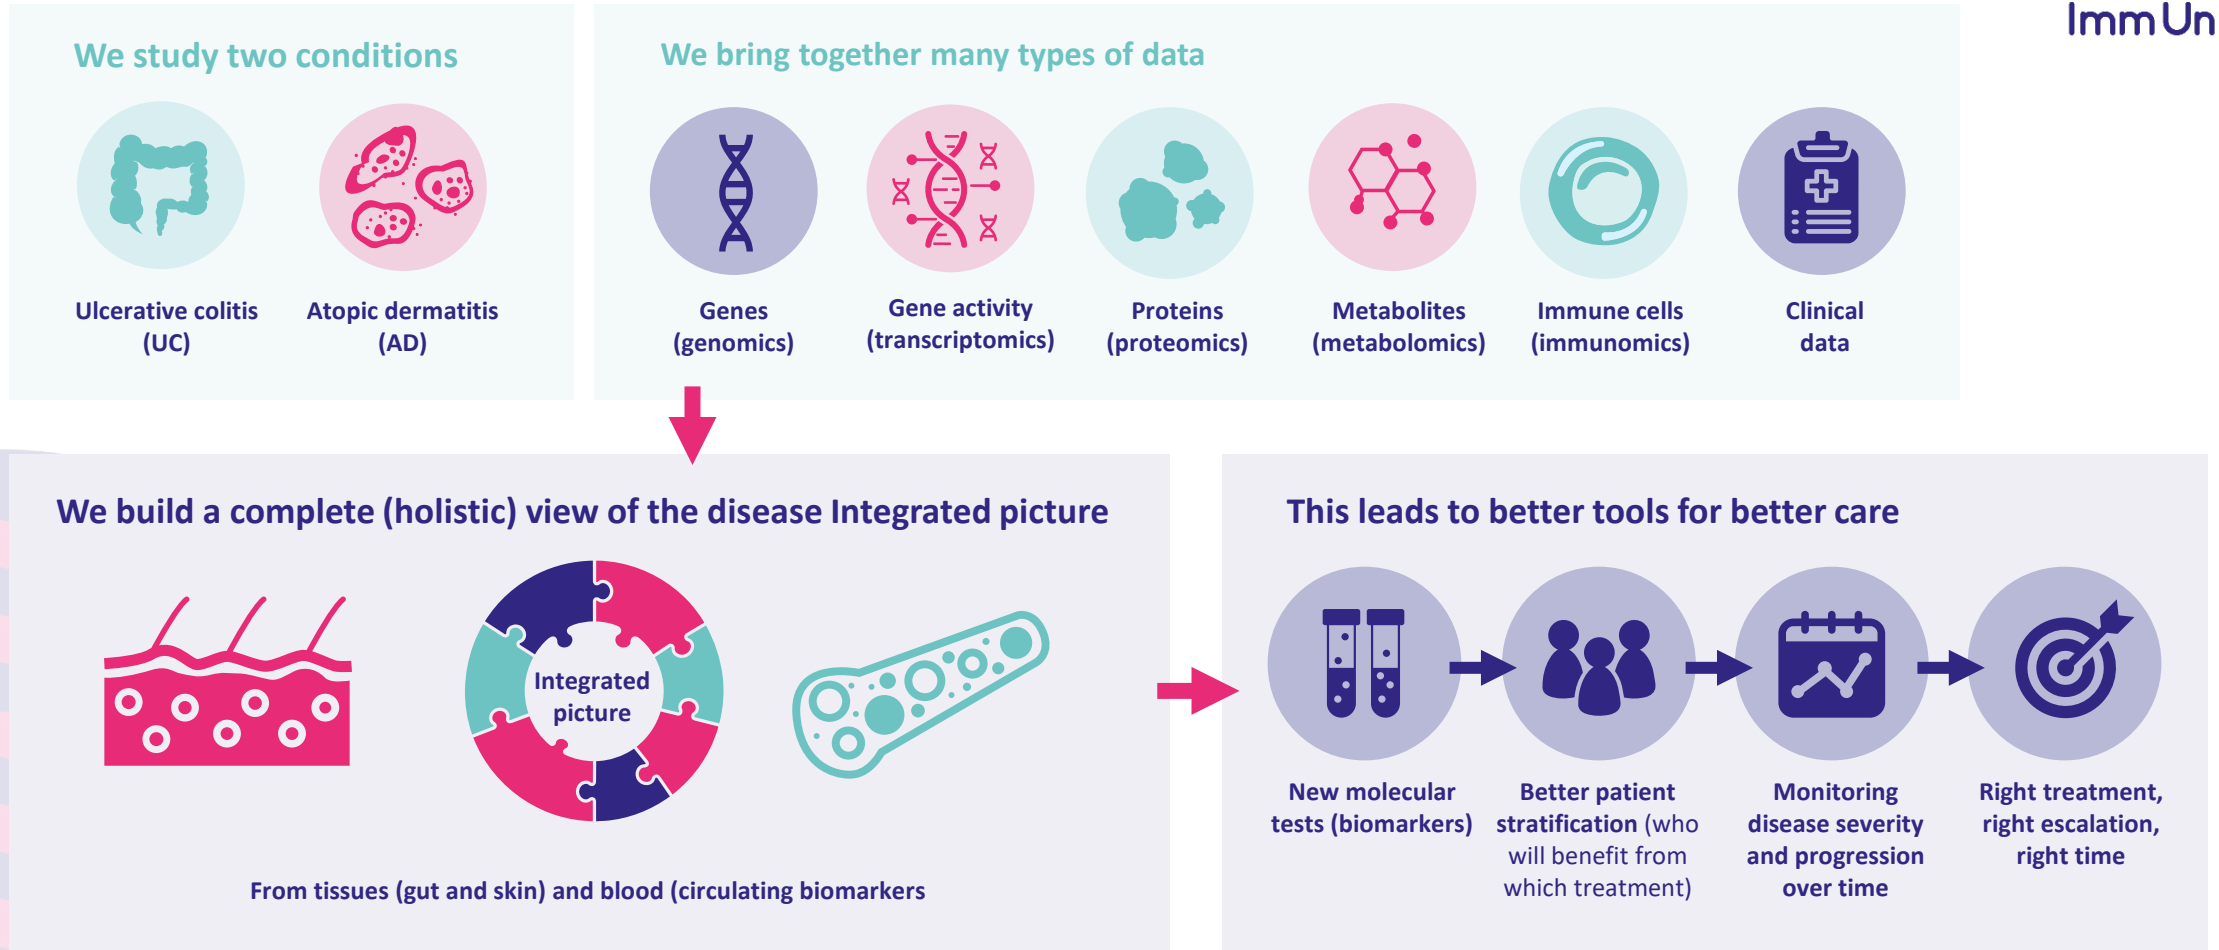 ImmUn
We study two conditions
Ulcerative colitis
(UC)
Atopic dermatitis
(AD)
We bring together many types of data
Genes
(genomics)
Gene activity
(transcriptomics)
Proteins
(proteomics)
Metabolites
(metabolomics)
Immune cells
(immunomics)
Clinical
data
We build a complete (holistic) view of the disease Integrated picture
Integrated
picture
From tissues (gut and skin) and blood (circulating biomarkers
This leads to better tools for better care
New molecular
tests (biomarkers)
Better patient
stratification (who
will benefit from
which treatment)
Monitoring
disease severity
and progression
over time
Right treatment,
right escalation,
right time